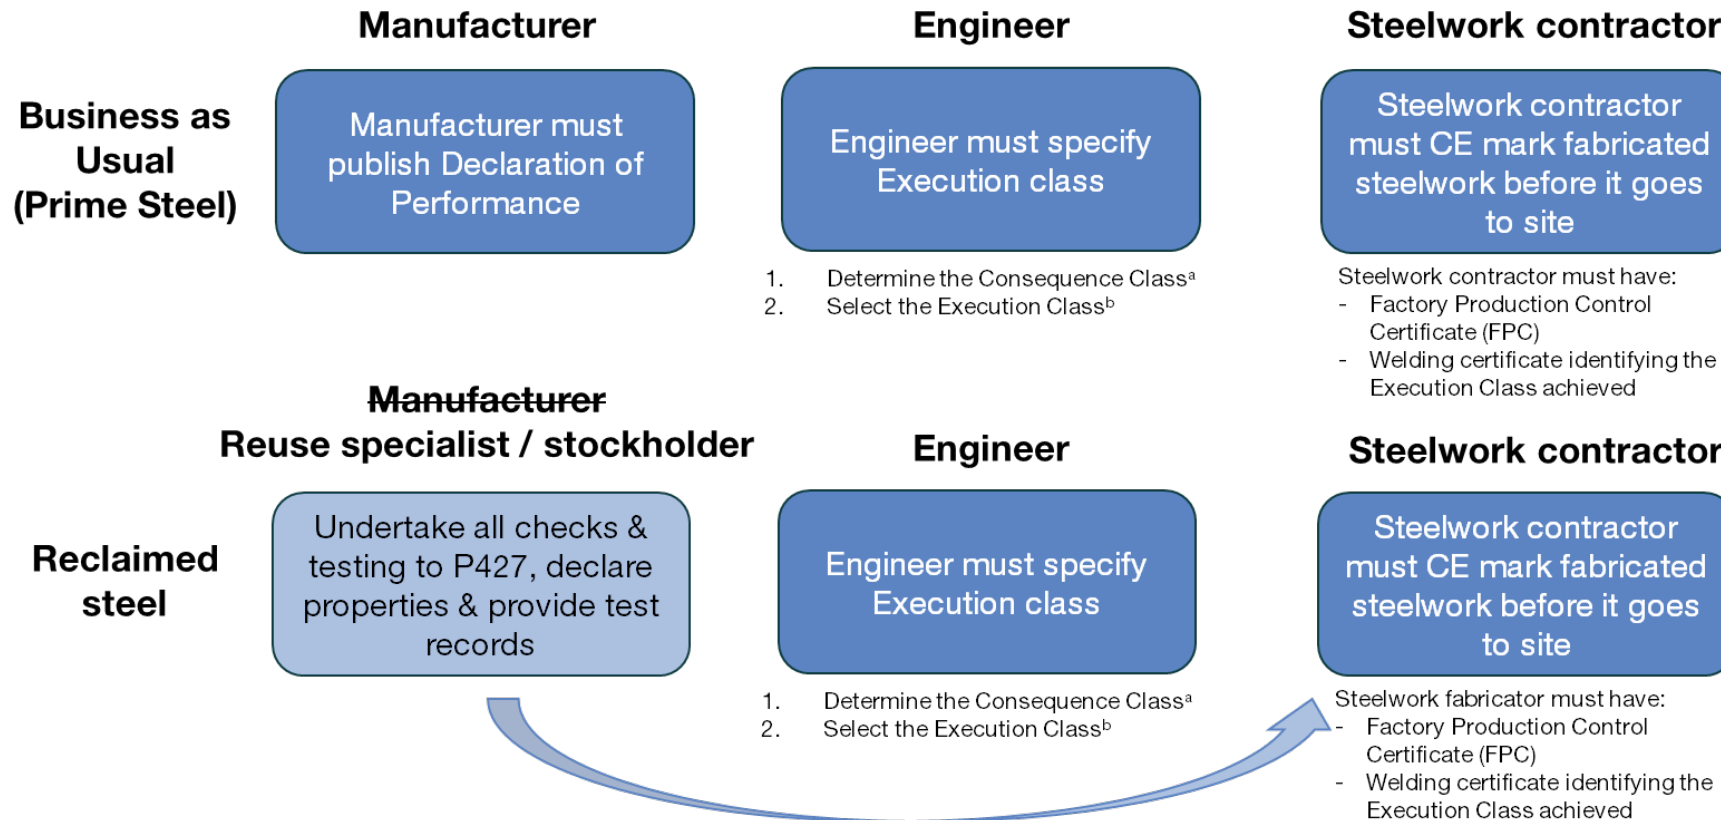 Manufacturer
Engineer
Steelwork contractor
Business as
Usual
(Prime Steel)
Manufacturer must
publish Declaration of
Performance
Engineer must specify
Execution class
Steelwork contractor
must CE mark fabricated
steelwork before it goes
to site
1. Determine the Consequence Classᵃ
2. Select the Execution Classᵇ
Steelwork contractor must have:
- Factory Production Control
Certificate (FPC)
- Welding certificate identifying the
Execution Class achieved
Manufacturer
Reuse specialist / stockholder
Engineer
Steelwork contractor
Reclaimed
steel
Undertake all checks &
testing to P427, declare
properties & provide test
records
Engineer must specify
Execution class
Steelwork contractor
must CE mark fabricated
steelwork before it goes
to site
1. Determine the Consequence Classᵃ
2. Select the Execution Classᵇ
Steelwork fabricator must have:
- Factory Production Control
Certificate (FPC)
- Welding certificate identifying the
Execution Class achieved